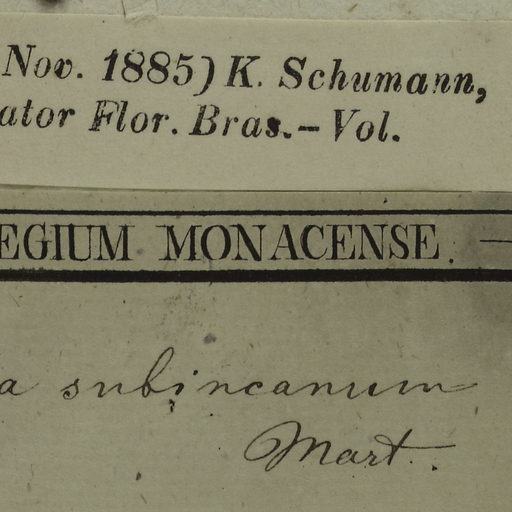 Nov. 1885) K. Schumann,
ator Flor. Bras. – Vol.
EGIUM MONACENSE. —
a subincanum
Mart.